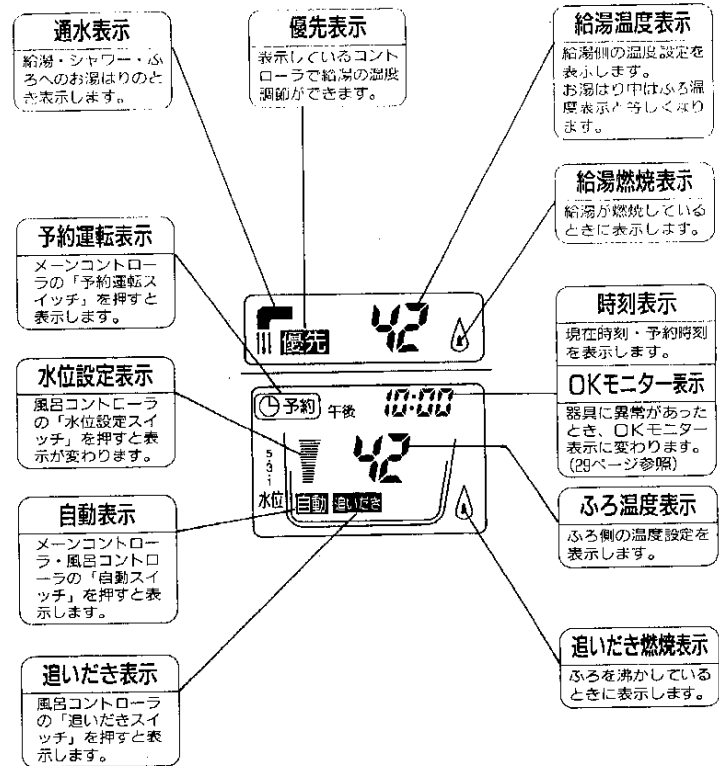 通水表示
給湯・シャワー・ふ
ろへのお湯はりのと
き表示します。
優先表示
表示しているコント
ローラで給湯の温度
調節ができます。
給湯温度表示
給湯側の温度設定を
表示します。
お湯はり中はふろ温
度表示と等しくなり
ます。
給湯燃焼表示
給湯が燃焼している
ときに表示します。
予約運転表示
メーンコントロー
ラの「予約運転ス
イッチ」を押すと
表示します。
水位設定表示
風呂コントローラ
の「水位設定スイ
ッチ」を押すと表
示が変わります。
自動表示
メーンコントロー
ラ・風呂コントロ
ーラの「自動スイ
ッチ」を押すと表
示します。
追いだき表示
風呂コントローラ
の「追いだきスイ
ッチ」を押すと表
示します。
優先
42
予約
午後
10:00
5
3
1
42
水位
自動
追いだき
時刻表示
現在時刻・予約時刻
を表示します。
OKモニター表示
器具に異常があった
とき、OKモニター
表示に変わります。
(29ページ参照)
ふろ温度表示
ふろ側の温度設定を
表示します。
追いだき燃焼表示
ふろを沸かしている
ときに表示します。